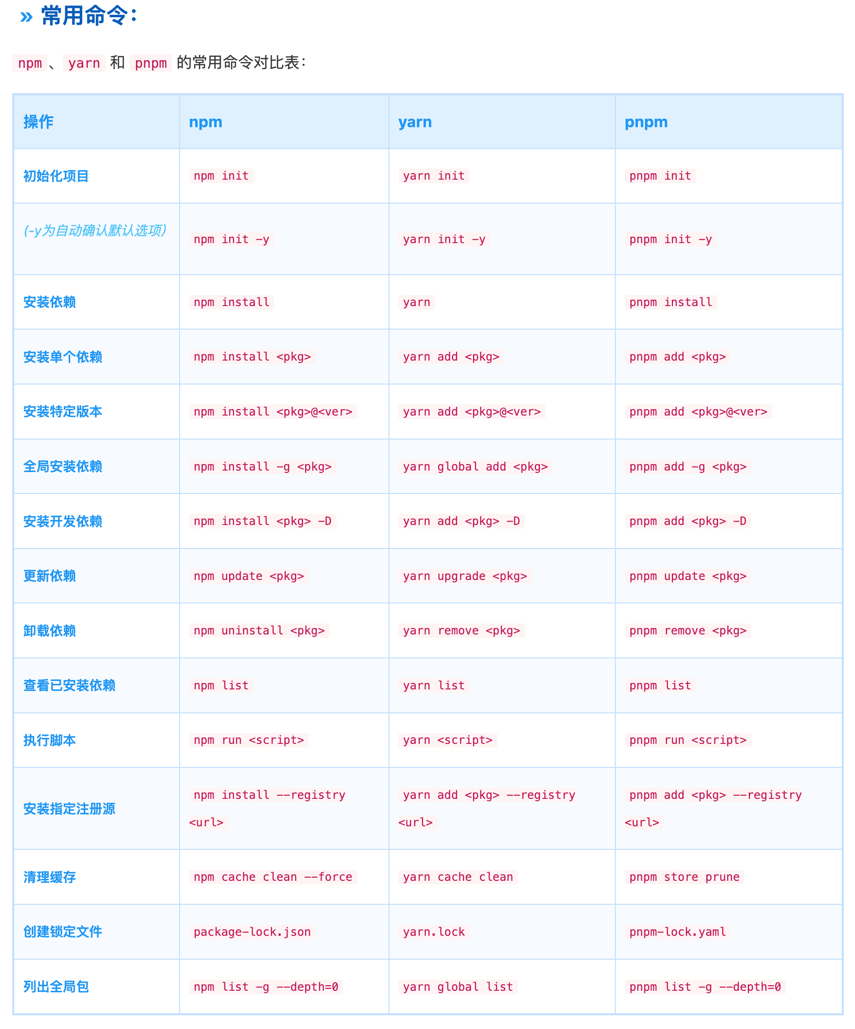 » 常用命令：
npm 、 yarn 和 pnpm 的常用命令对比表：
操作 npm yarn pnpm
初始化项目 npm init yarn init pnpm init
(-y为自动确认默认选项) npm init -y yarn init -y pnpm init -y
安装依赖 npm install yarn pnpm install
安装单个依赖 npm install <pkg> yarn add <pkg> pnpm add <pkg>
安装特定版本 npm install <pkg>@<ver> yarn add <pkg>@<ver> pnpm add <pkg>@<ver>
全局安装依赖 npm install -g <pkg> yarn global add <pkg> pnpm add -g <pkg>
安装开发依赖 npm install <pkg> -D yarn add <pkg> -D pnpm add <pkg> -D
更新依赖 npm update <pkg> yarn upgrade <pkg> pnpm update <pkg>
卸载依赖 npm uninstall <pkg> yarn remove <pkg> pnpm remove <pkg>
查看已安装依赖 npm list yarn list pnpm list
执行脚本 npm run <script> yarn <script> pnpm run <script>
安装指定注册源 npm install --registry yarn add <pkg> --registry pnpm add <pkg> --registry
<url> <url> <url>
清理缓存 npm cache clean --force yarn cache clean pnpm store prune
创建锁定文件 package-lock.json yarn.lock pnpm-lock.yaml
列出全局包 npm list -g --depth=0 yarn global list pnpm list -g --depth=0